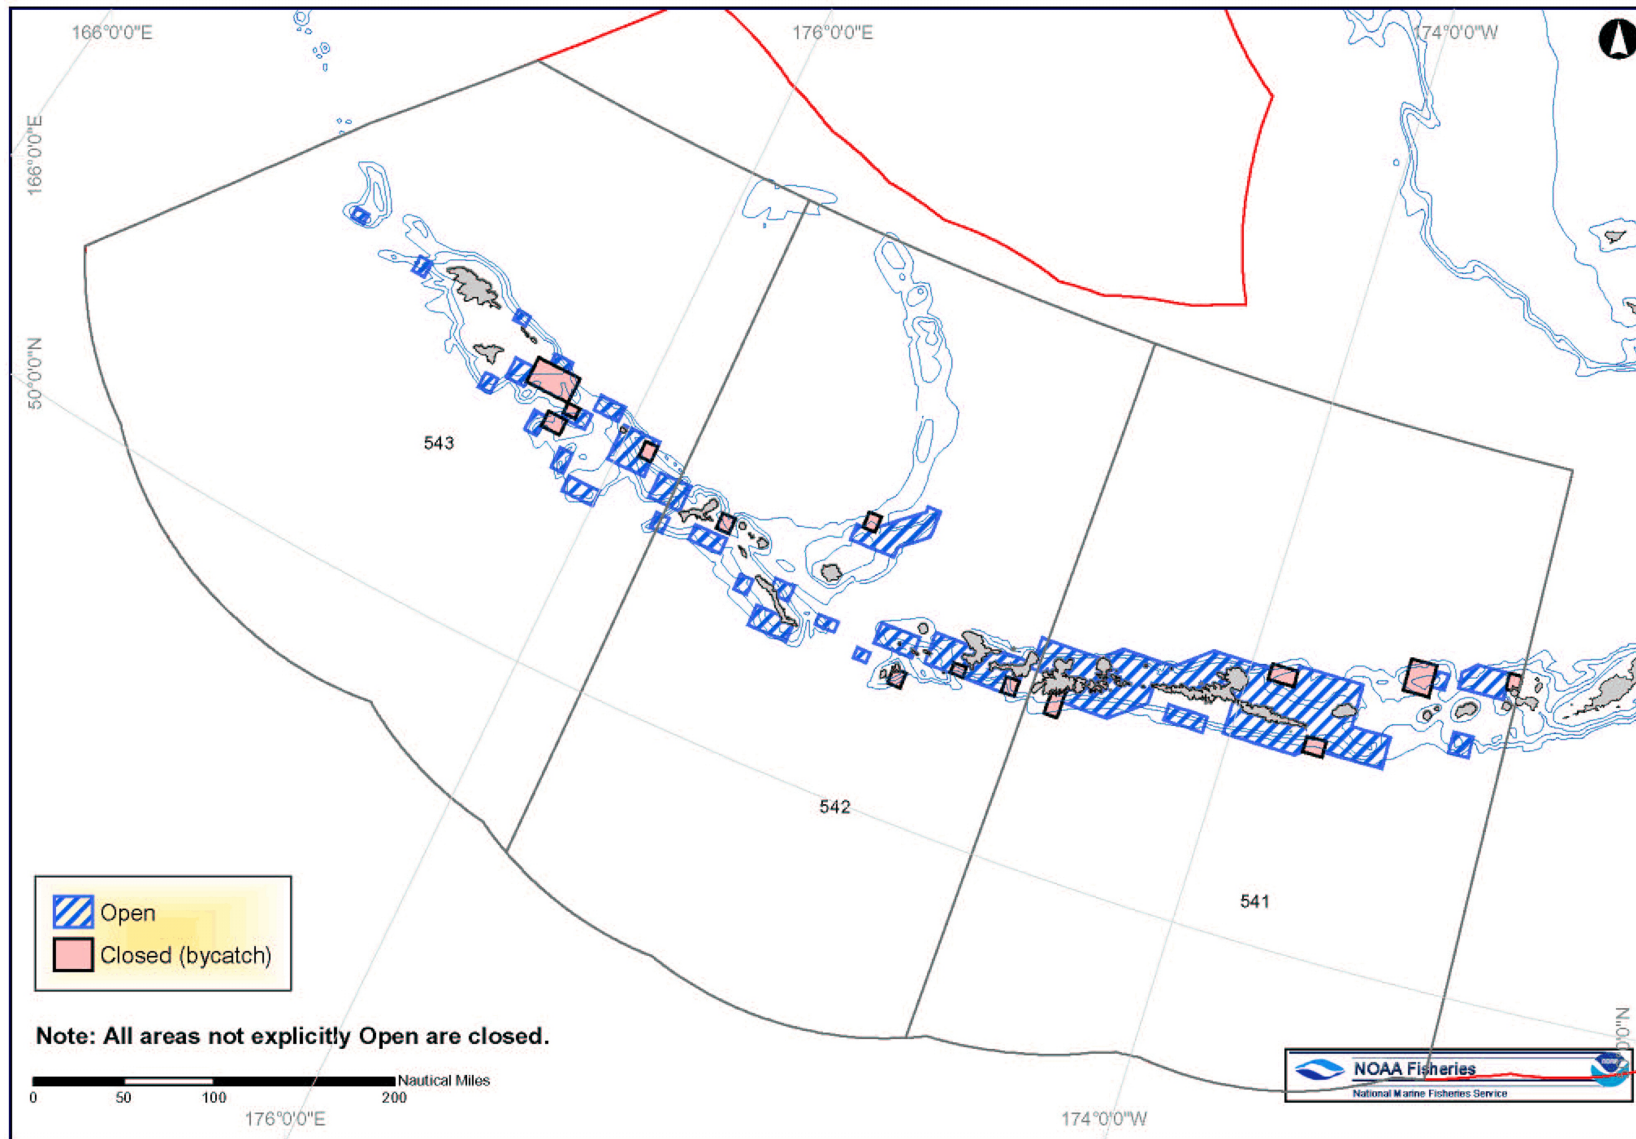 166°0'0"E
176°0'0"E
174°0'0"W
166°0'0"E
50°0'0"N
543
542
541
Open
Closed (bycatch)
Note: All areas not explicitly Open are closed.
Nautical Miles
0 50 100 200
176°0'0"E
174°0'0"W
0'0"N
NOAA Fisheries
National Marine Fisheries Service